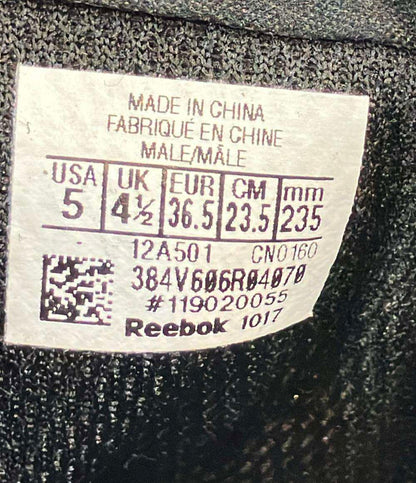 MADE IN CHINA
FABRIQUÉ EN CHINE
MALE/MÂLE
USA UK EUR CM mm
5 4½ 36.5 23.5 235
12A501 CN0160
384V606R04070
#119020055
Reebok 1017